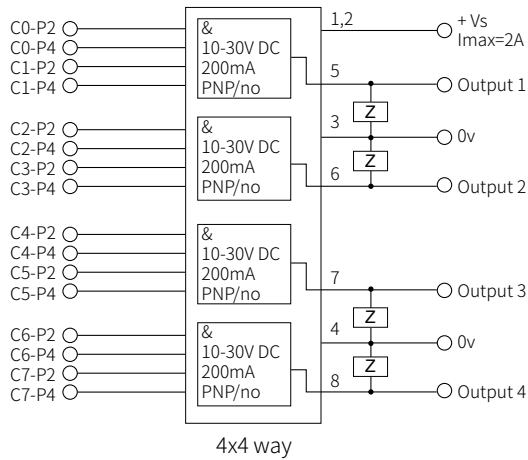 C0-P2
C0-P4
C1-P2
C1-P4
&
10-30V DC
200mA
PNP/no
1,2
+ Vs
Imax=2A
5
Output 1
Z
3
0v
Z
6
Output 2
C2-P2
C2-P4
C3-P2
C3-P4
&
10-30V DC
200mA
PNP/no
C4-P2
C4-P4
C5-P2
C5-P4
&
10-30V DC
200mA
PNP/no
7
Output 3
Z
4
0v
Z
8
Output 4
C6-P2
C6-P4
C7-P2
C7-P4
&
10-30V DC
200mA
PNP/no
4x4 way